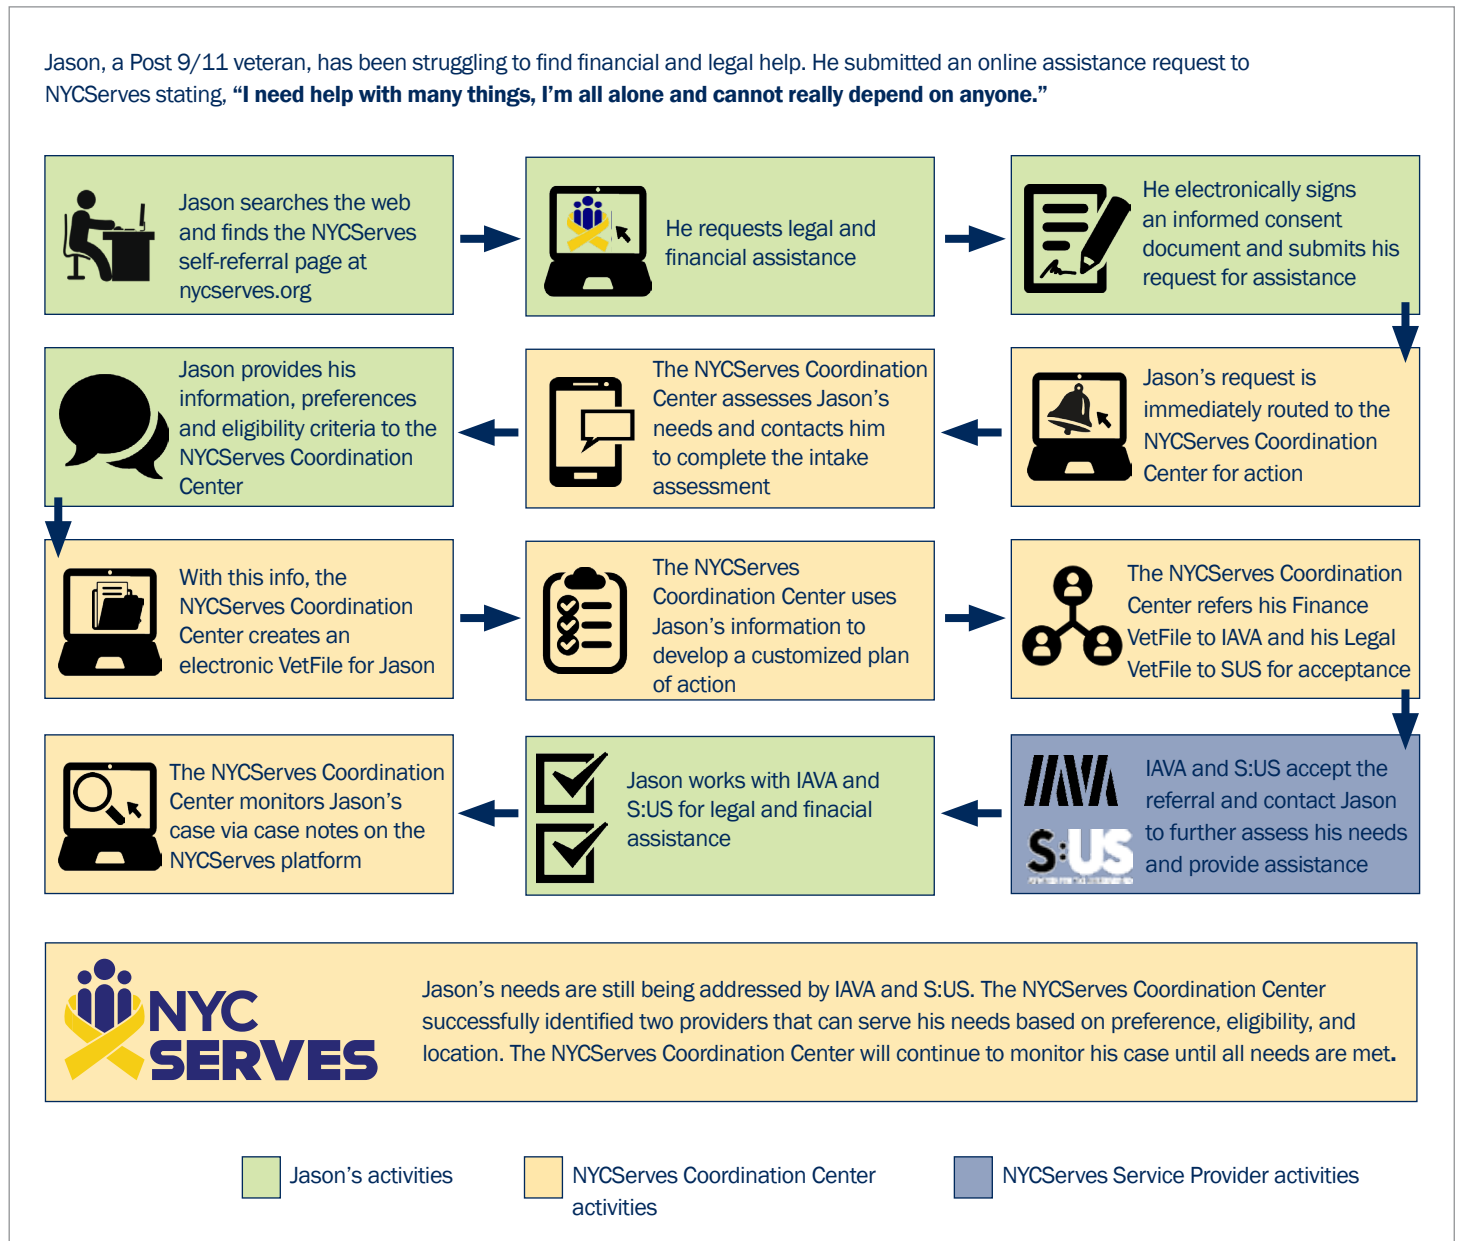 Jason, a Post 9/11 veteran, has been struggling to find financial and legal help. He submitted an online assistance request to
NYCServes stating, “I need help with many things, I’m all alone and cannot really depend on anyone.”
Jason searches the web
and finds the NYCServes
self-referral page at
nycserves.org
He requests legal and
financial assistance
He electronically signs
an informed consent
document and submits his
request for assistance
Jason’s request is
immediately routed to the
NYCServes Coordination
Center for action
The NYCServes Coordination
Center assesses Jason’s
needs and contacts him
to complete the intake
assessment
Jason provides his
information, preferences
and eligibility criteria to the
NYCServes Coordination
Center
With this info, the
NYCServes Coordination
Center creates an
electronic VetFile for Jason
The NYCServes
Coordination Center uses
Jason’s information to
develop a customized plan
of action
The NYCServes Coordination
Center refers his Finance
VetFile to IAVA and his Legal
VetFile to SUS for acceptance
IAVA
S:US
IAVA and S:US accept the
referral and contact Jason
to further assess his needs
and provide assistance
Jason works with IAVA and
S:US for legal and finacial
assistance
The NYCServes Coordination
Center monitors Jason’s
case via case notes on the
NYCServes platform
NYC
SERVES
Jason’s needs are still being addressed by IAVA and S:US. The NYCServes Coordination Center
successfully identified two providers that can serve his needs based on preference, eligibility, and
location. The NYCServes Coordination Center will continue to monitor his case until all needs are met.
Jason’s activities
NYCServes Coordination Center
activities
NYCServes Service Provider activities